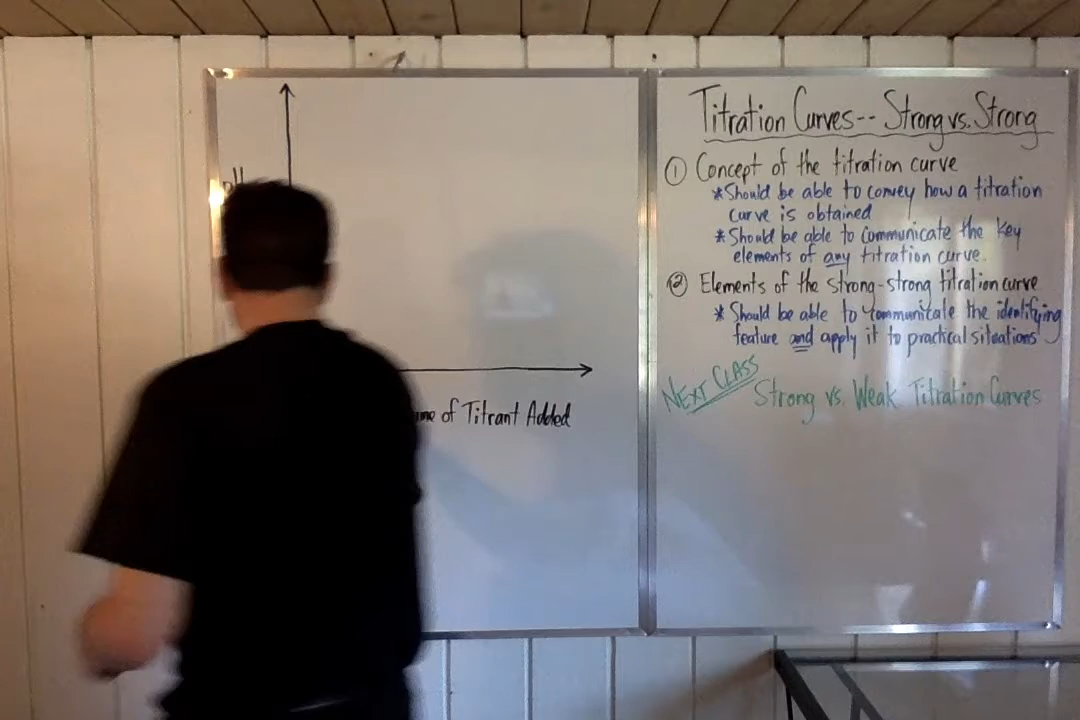 of Titrant Added
Titration Curves-- Strong vs. Strong
① Concept of the titration curve
* Should be able to convey how a titration
curve is obtained
* Should be able to communicate the key
elements of any titration curve.
② Elements of the strong-strong titration curve
* Should be able to communicate the identifying
feature and apply it to practical situations
NEXT CLASS Strong vs. Weak Titration Curves